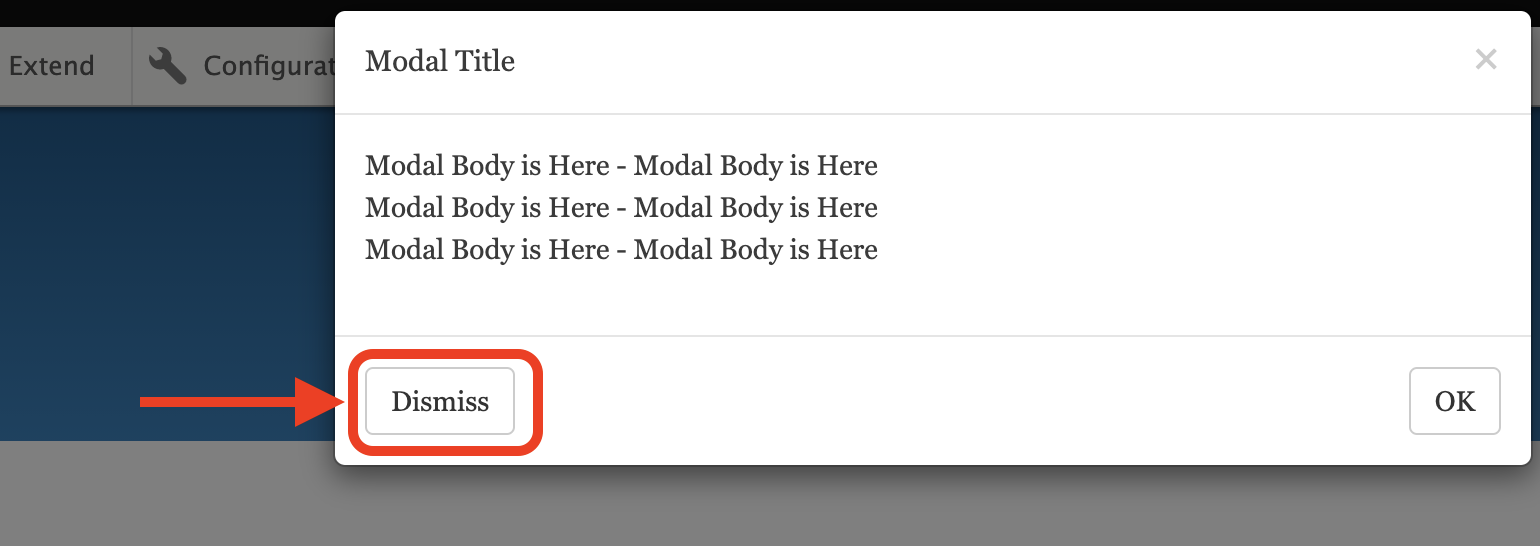 Extend
Configurat
Modal Title
×
Modal Body is Here - Modal Body is Here
Modal Body is Here - Modal Body is Here
Modal Body is Here - Modal Body is Here
Dismiss
OK